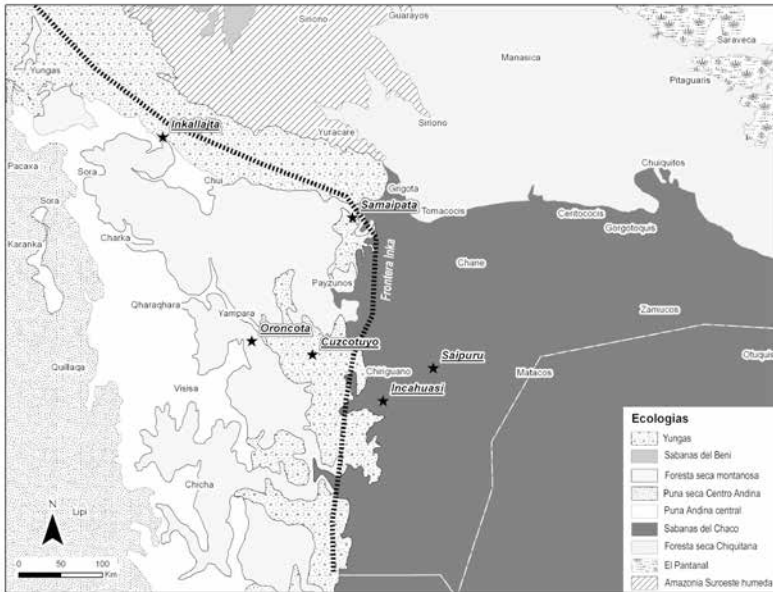 Siriono
Guarayos
Saraveca
Manasica
Yungas
Pitaguaris
Siriono
Yuracare
Inkallajta
Pacaxa
Sora
Sora
Chui
Chuiquitos
Grigota
Samaipata
Tomacocis
Ceritococis
Gorgotoquis
Karanka
Charka
Frontera Inka
Chane
Payzunos
Qharaqhara
Yampara
Zamucos
Oroncota
Cuzcotuyo
Saipuru
Otuquis
Quillaqa
Chiriguano
Matacos
Visisa
Incahuasi
Chicha
Lipi
N
0 50 100
Km
Ecologias
Yungas
Sabanas del Beni
Foresta seca montanosa
Puna seca Centro Andina
Puna Andina central
Sabanas del Chaco
Foresta seca Chiquitana
El Pantanal
Amazonia Suroeste humeda